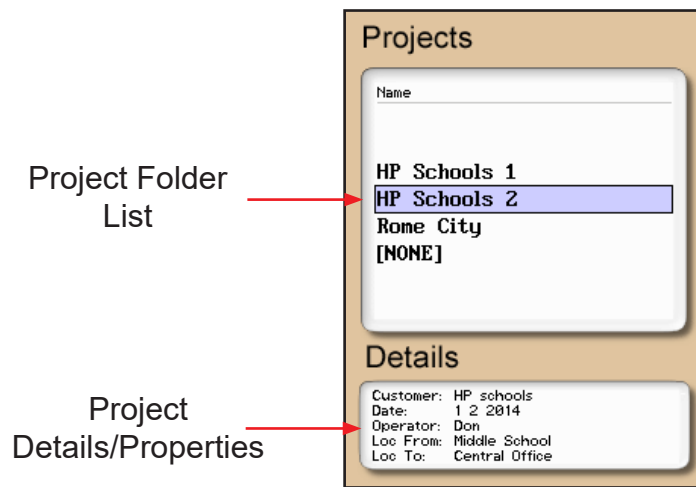 Projects
Name
HP Schools 1
HP Schools 2
Rome City
[NONE]
Project Folder
List
Details
Customer: HP schools
Date: 1 2 2014
Operator: Don
Loc From: Middle School
Loc To: Central Office
Project
Details/Properties